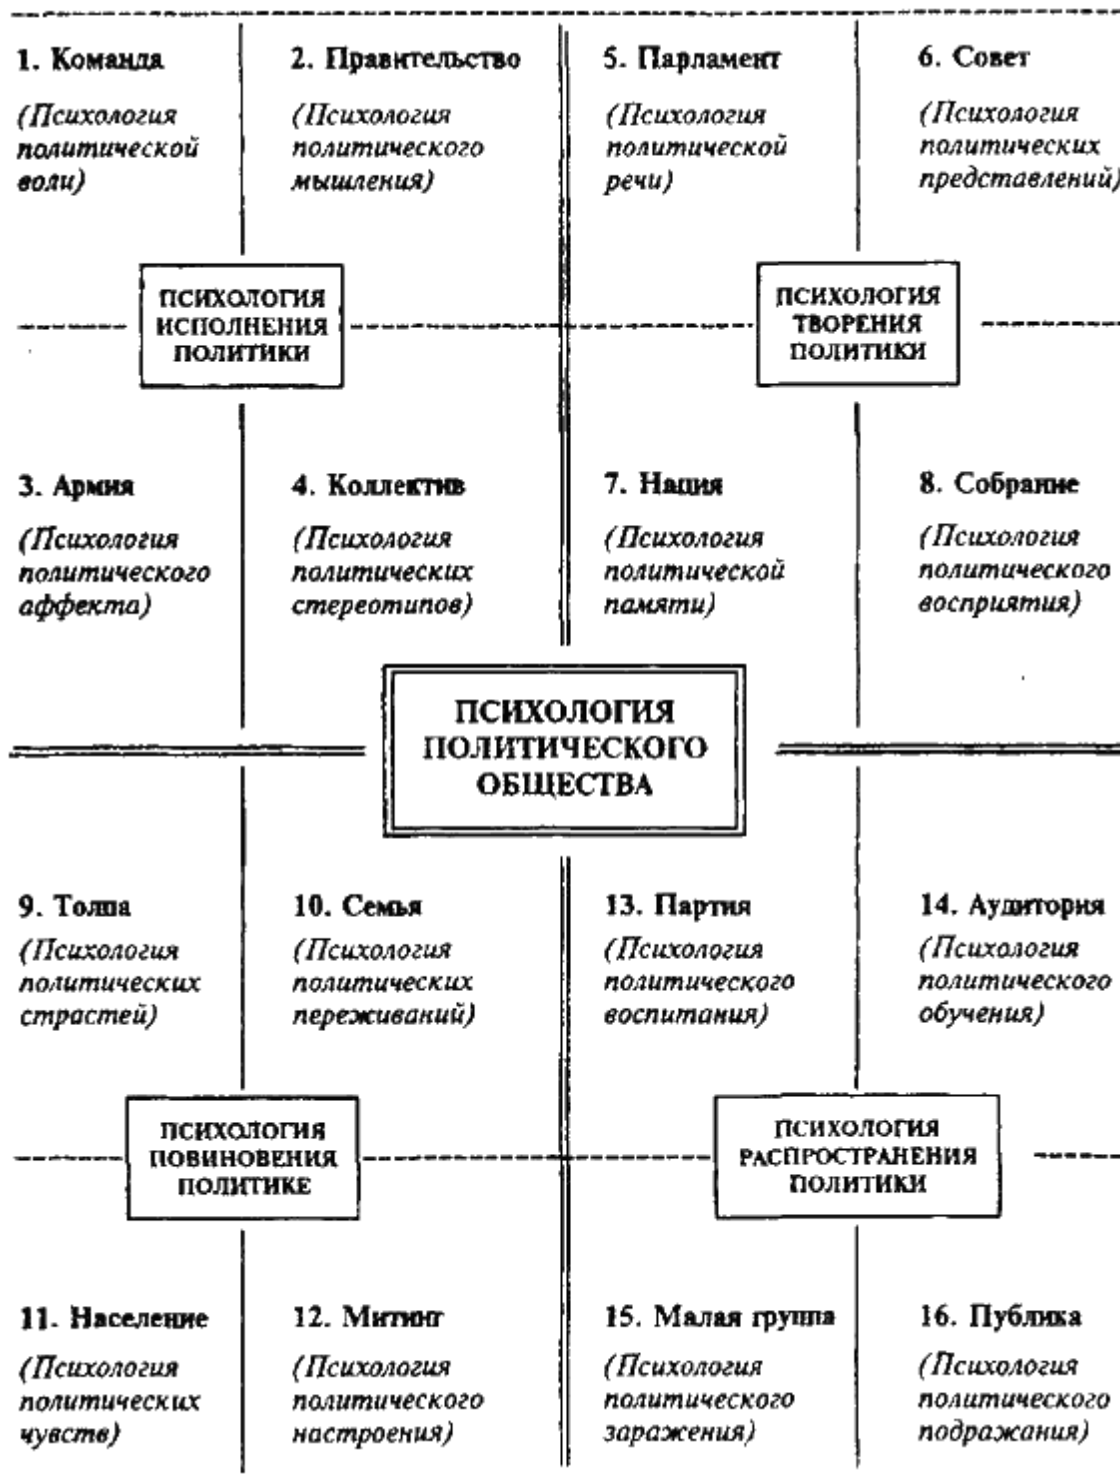 1. Команда
(Психология
политической
воли)
2. Правительство
(Психология
политического
мышления)
5. Парламент
(Психология
политической
речи)
6. Совет
(Психология
политических
представлений)
ПСИХОЛОГИЯ
ИСПОЛНЕНИЯ
ПОЛИТИКИ
ПСИХОЛОГИЯ
ТВОРЕНИЯ
ПОЛИТИКИ
3. Армия
(Психология
политического
аффекта)
4. Коллектив
(Психология
политических
стереотипов)
7. Нация
(Психология
политической
памяти)
8. Собрание
(Психология
политического
восприятия)
ПСИХОЛОГИЯ
ПОЛИТИЧЕСКОГО
ОБЩЕСТВА
9. Толпа
(Психология
политических
страстей)
10. Семья
(Психология
политических
переживаний)
13. Партия
(Психология
политического
воспитания)
14. Аудитория
(Психология
политического
обучения)
ПСИХОЛОГИЯ
ПОВИНОВЕНИЯ
ПОЛИТИКЕ
ПСИХОЛОГИЯ
РАСПРОСТРАНЕНИЯ
ПОЛИТИКИ
11. Население
(Психология
политических
чувств)
12. Митинг
(Психология
политического
настроения)
15. Малая группа
(Психология
политического
заражения)
16. Публика
(Психология
политического
подражания)